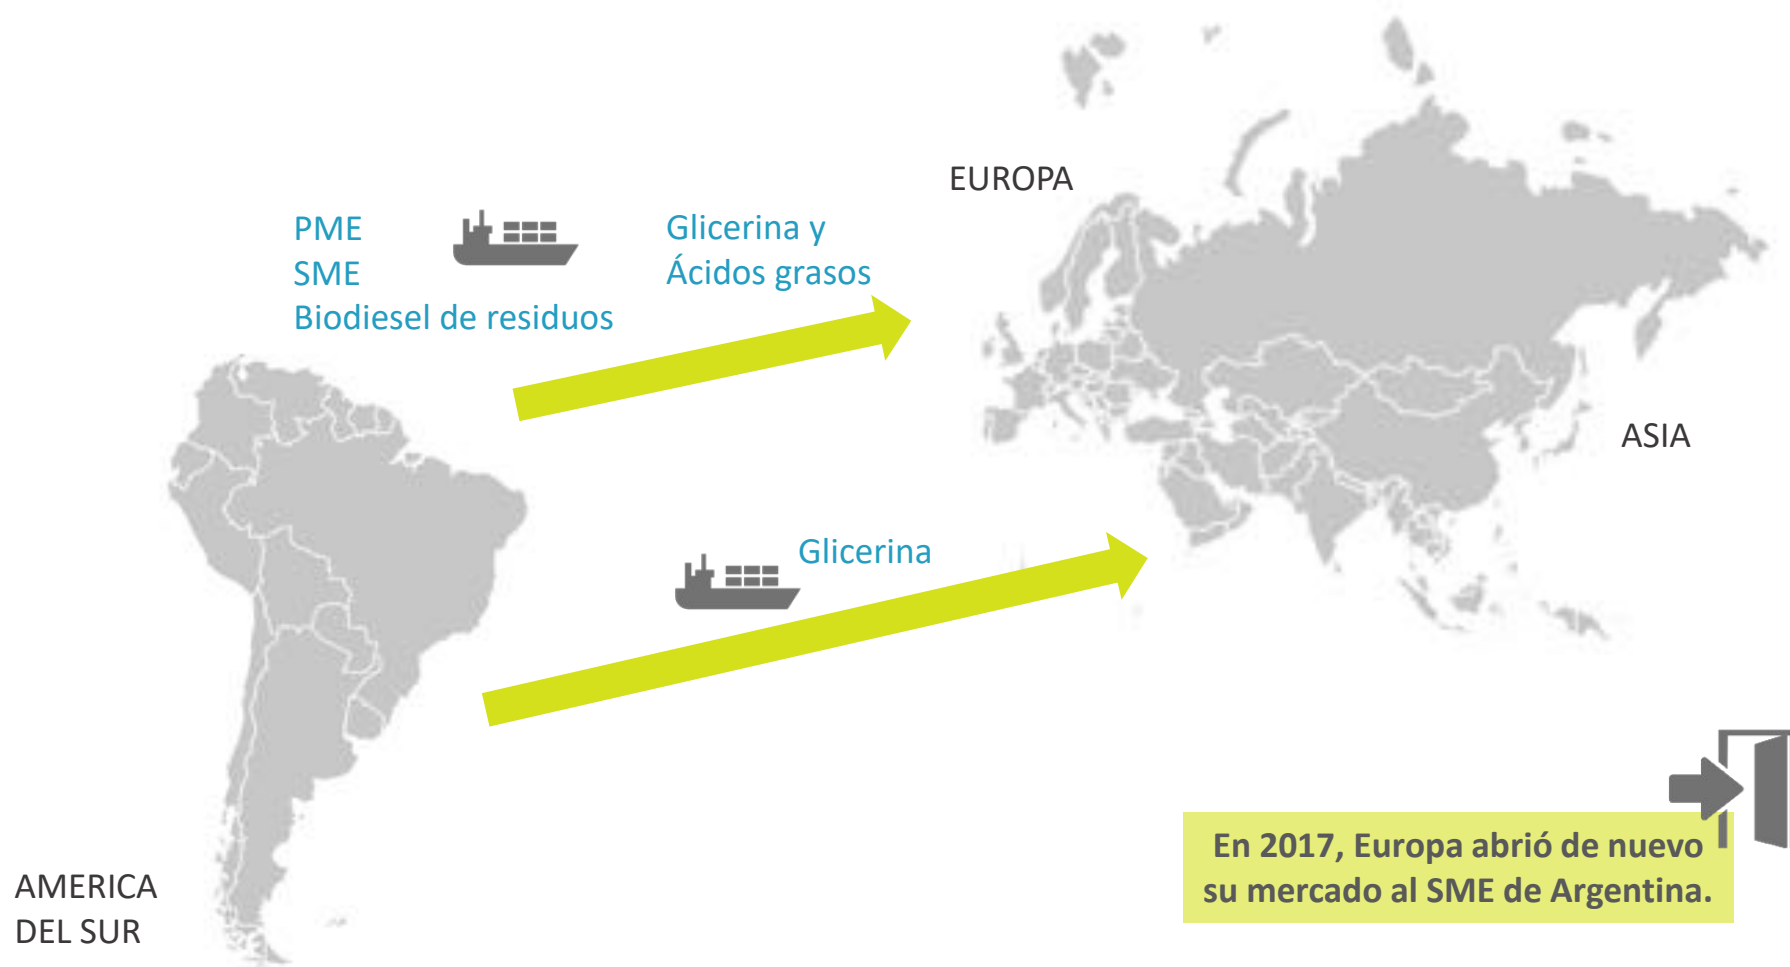 EUROPA
PME
SME
Biodiesel de residuos
Glicerina y
Ácidos grasos
ASIA
Glicerina
En 2017, Europa abrió de nuevo
su mercado al SME de Argentina.
AMERICA
DEL SUR